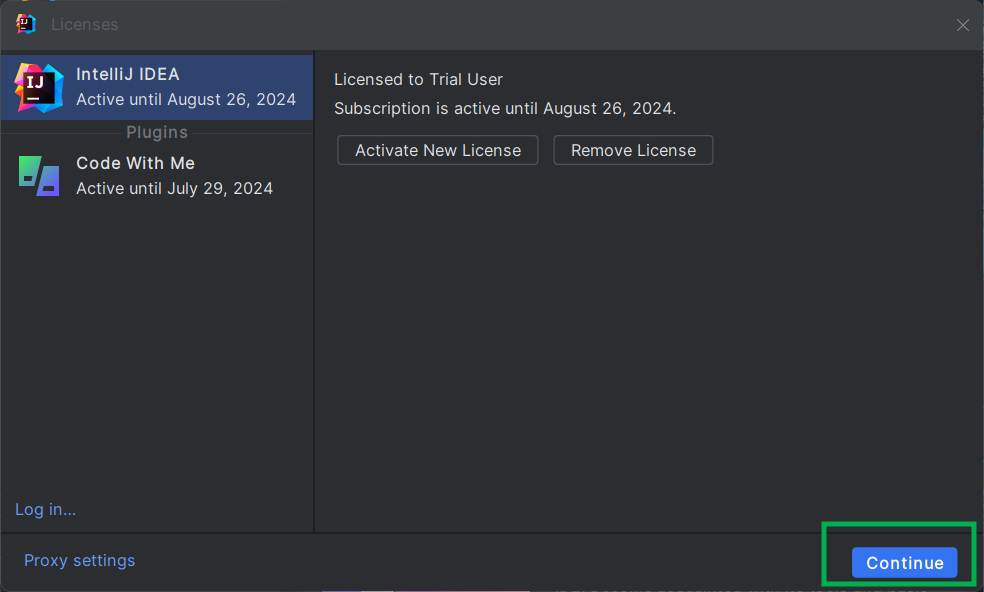 Licenses
IJ
IntelliJ IDEA
Active until August 26, 2024
Plugins
Code With Me
Active until July 29, 2024
Log in...
Licensed to Trial User
Subscription is active until August 26, 2024.
Activate New License Remove License
Proxy settings
Continue